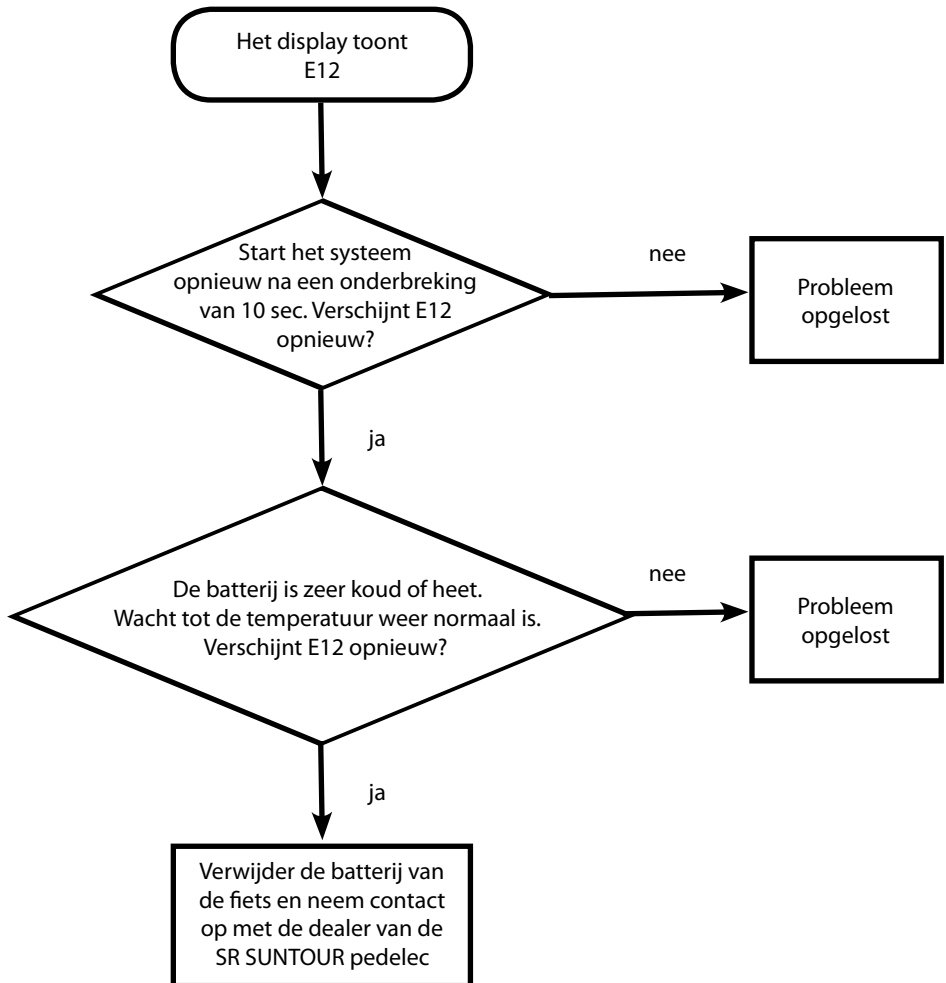 Het display toont
E12
Start het systeem
opnieuw na een onderbreking
van 10 sec. Verschijnt E12
opnieuw?
nee
Probleem
opgelost
ja
De batterij is zeer koud of heet.
Wacht tot de temperatuur weer normaal is.
Verschijnt E12 opnieuw?
nee
Probleem
opgelost
ja
Verwijder de batterij van
de fiets en neem contact
op met de dealer van de
SR SUNTOUR pedelec